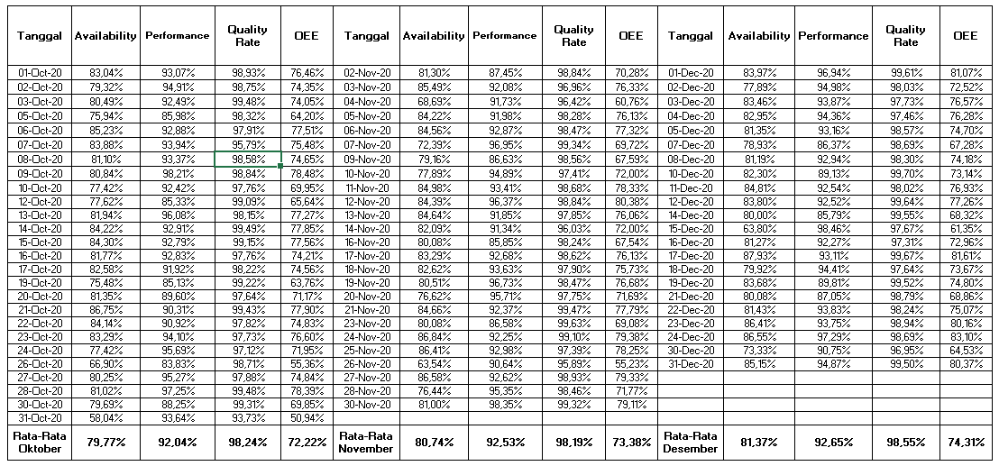 Tanggal Availability Performance Quality Rate OEE Tanggal Availability Performance Quality Rate OEE Tanggal Availability Performance Quality Rate OEE
01-Oct-20 83,04% 93,07% 98,93% 76,46% 02-Nov-20 81,30% 87,45% 98,84% 70,28% 01-Dec-20 83,97% 96,94% 99,61% 81,07%
02-Oct-20 79,32% 94,91% 98,75% 74,35% 03-Nov-20 85,49% 92,08% 96,96% 76,33% 02-Dec-20 77,89% 94,98% 98,03% 72,52%
03-Oct-20 80,49% 92,49% 99,48% 74,05% 04-Nov-20 68,69% 91,73% 96,42% 60,76% 03-Dec-20 83,46% 93,87% 97,73% 76,57%
05-Oct-20 75,94% 85,98% 98,32% 64,20% 05-Nov-20 84,22% 91,98% 98,28% 76,13% 04-Dec-20 82,95% 94,36% 97,46% 76,28%
06-Oct-20 85,23% 92,88% 97,91% 77,51% 06-Nov-20 84,56% 92,87% 98,47% 77,32% 05-Dec-20 81,35% 93,16% 98,57% 74,70%
07-Oct-20 83,88% 93,94% 95,79% 75,48% 07-Nov-20 72,39% 96,95% 99,34% 69,72% 07-Dec-20 78,93% 86,37% 98,69% 67,28%
08-Oct-20 81,10% 93,37% 98,58% 74,65% 09-Nov-20 79,16% 86,63% 98,56% 67,59% 08-Dec-20 81,19% 92,94% 98,30% 74,18%
09-Oct-20 80,84% 98,21% 98,84% 78,48% 10-Nov-20 77,89% 94,89% 97,41% 72,00% 10-Dec-20 82,30% 89,13% 99,70% 73,14%
10-Oct-20 77,42% 92,42% 97,76% 69,95% 11-Nov-20 84,98% 93,41% 98,68% 78,33% 11-Dec-20 84,81% 92,54% 98,02% 76,93%
12-Oct-20 77,62% 85,33% 99,09% 65,64% 12-Nov-20 84,39% 96,37% 98,84% 80,38% 12-Dec-20 83,80% 92,52% 99,64% 77,26%
13-Oct-20 81,94% 96,08% 98,15% 77,27% 13-Nov-20 84,64% 91,85% 97,85% 76,06% 14-Dec-20 80,00% 85,79% 99,55% 68,32%
14-Oct-20 84,22% 92,91% 99,49% 77,85% 14-Nov-20 82,09% 91,34% 96,03% 72,00% 15-Dec-20 63,80% 98,46% 97,67% 61,35%
15-Oct-20 84,30% 92,79% 99,15% 77,56% 16-Nov-20 80,08% 85,85% 98,24% 67,54% 16-Dec-20 81,27% 92,27% 97,31% 72,96%
16-Oct-20 81,77% 92,83% 97,76% 74,21% 17-Nov-20 83,29% 92,68% 98,62% 76,13% 17-Dec-20 87,93% 93,11% 99,67% 81,61%
17-Oct-20 82,58% 91,92% 98,22% 74,56% 18-Nov-20 82,62% 93,63% 97,90% 75,73% 18-Dec-20 79,92% 94,41% 97,64% 73,67%
19-Oct-20 75,48% 85,13% 99,22% 63,76% 19-Nov-20 80,51% 96,73% 98,47% 76,68% 19-Dec-20 83,68% 89,81% 99,52% 74,80%
20-Oct-20 81,35% 89,60% 97,64% 71,17% 20-Nov-20 76,62% 95,71% 97,75% 71,69% 21-Dec-20 80,08% 87,05% 98,79% 68,86%
21-Oct-20 86,75% 90,31% 99,43% 77,90% 21-Nov-20 84,66% 92,37% 99,47% 77,79% 22-Dec-20 81,43% 93,83% 98,24% 75,07%
22-Oct-20 84,14% 90,92% 97,82% 74,83% 23-Nov-20 80,08% 86,58% 99,63% 69,08% 23-Dec-20 86,41% 93,75% 98,94% 80,16%
23-Oct-20 83,29% 94,10% 97,73% 76,60% 24-Nov-20 86,84% 92,25% 99,10% 79,38% 24-Dec-20 86,55% 97,29% 98,69% 83,10%
24-Oct-20 77,42% 95,69% 97,12% 71,95% 25-Nov-20 86,41% 92,98% 97,39% 78,25% 30-Dec-20 73,33% 90,75% 96,95% 64,53%
26-Oct-20 66,90% 83,83% 98,71% 55,36% 26-Nov-20 63,54% 90,64% 95,89% 55,23% 31-Dec-20 85,15% 94,87% 99,50% 80,37%
27-Oct-20 80,25% 95,27% 97,88% 74,84% 27-Nov-20 86,58% 92,62% 98,93% 79,33%
28-Oct-20 81,02% 97,25% 99,48% 78,39% 28-Nov-20 76,44% 95,35% 98,46% 71,77%
30-Oct-20 79,69% 88,25% 99,31% 69,85% 30-Nov-20 81,00% 98,35% 99,32% 79,11%
31-Oct-20 58,04% 93,64% 93,73% 50,94%
Rata-Rata Oktober 79,77% 92,04% 98,24% 72,22% Rata-Rata November 80,74% 92,53% 98,19% 73,38% Rata-Rata Desember 81,37% 92,65% 98,55% 74,31%